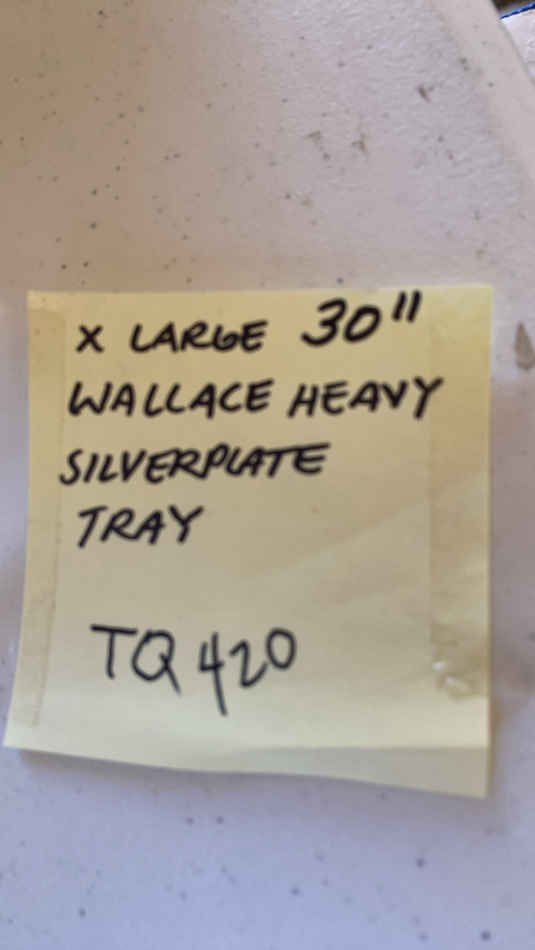 X LARGE 30"
WALLACE HEAVY
SILVERPLATE
TRAY
TQ420